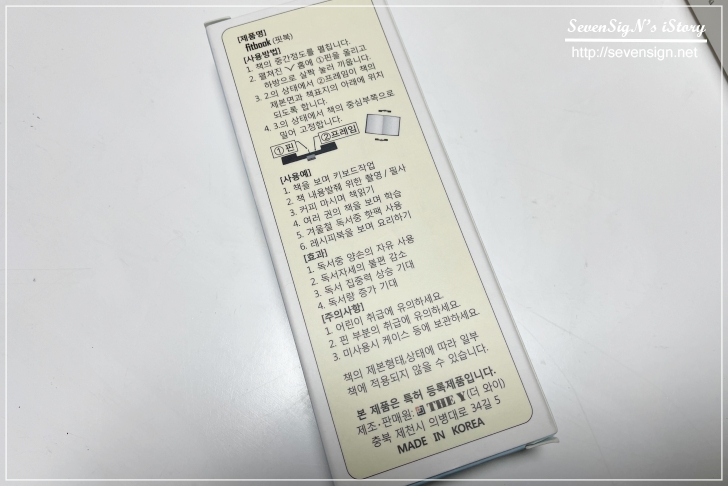 SevenSigN's iStory
http://sevensign.net
[제품명]
fitbook (핏북)
[사용방법]
1. 책의 중간정도를 펼칩니다.
2. 펼쳐진 ∨ 홈에 ①핀을 올리고
하방으로 살짝 눌러 끼웁니다.
3. 2.의 상태에서 ②프레임이 책의
제본면과 책표지의 아래에 위치
되도록 합니다.
4. 3.의 상태에서 책의 중심부쪽으로
밀어 고정합니다.
①핀
②프레임
[사용예]
1. 책을 보며 키보드작업
2. 책 내용발췌 위한 촬영 / 필사
3. 커피 마시며 책읽기
4. 여러 권의 책을 보며 학습
5. 겨울철 독서중 핫팩 사용
6. 레시피북을 보며 요리하기
[효과]
1. 독서중 양손의 자유 사용
2. 독서자세의 불편 감소
3. 독서 집중력 상승 기대
4. 독서량 증가 기대
[주의사항]
1. 어린이 취급에 유의하세요.
2. 핀 부분의 취급에 유의하세요.
3. 미사용시 케이스 등에 보관하세요.
책의 제본형태,상태에 따라 일부
책에 적용되지 않을 수 있습니다.
본 제품은 특허 등록제품입니다.
제조·판매원: THE Y(더 와이)
충북 제천시 의병대로 34길 5
MADE IN KOREA